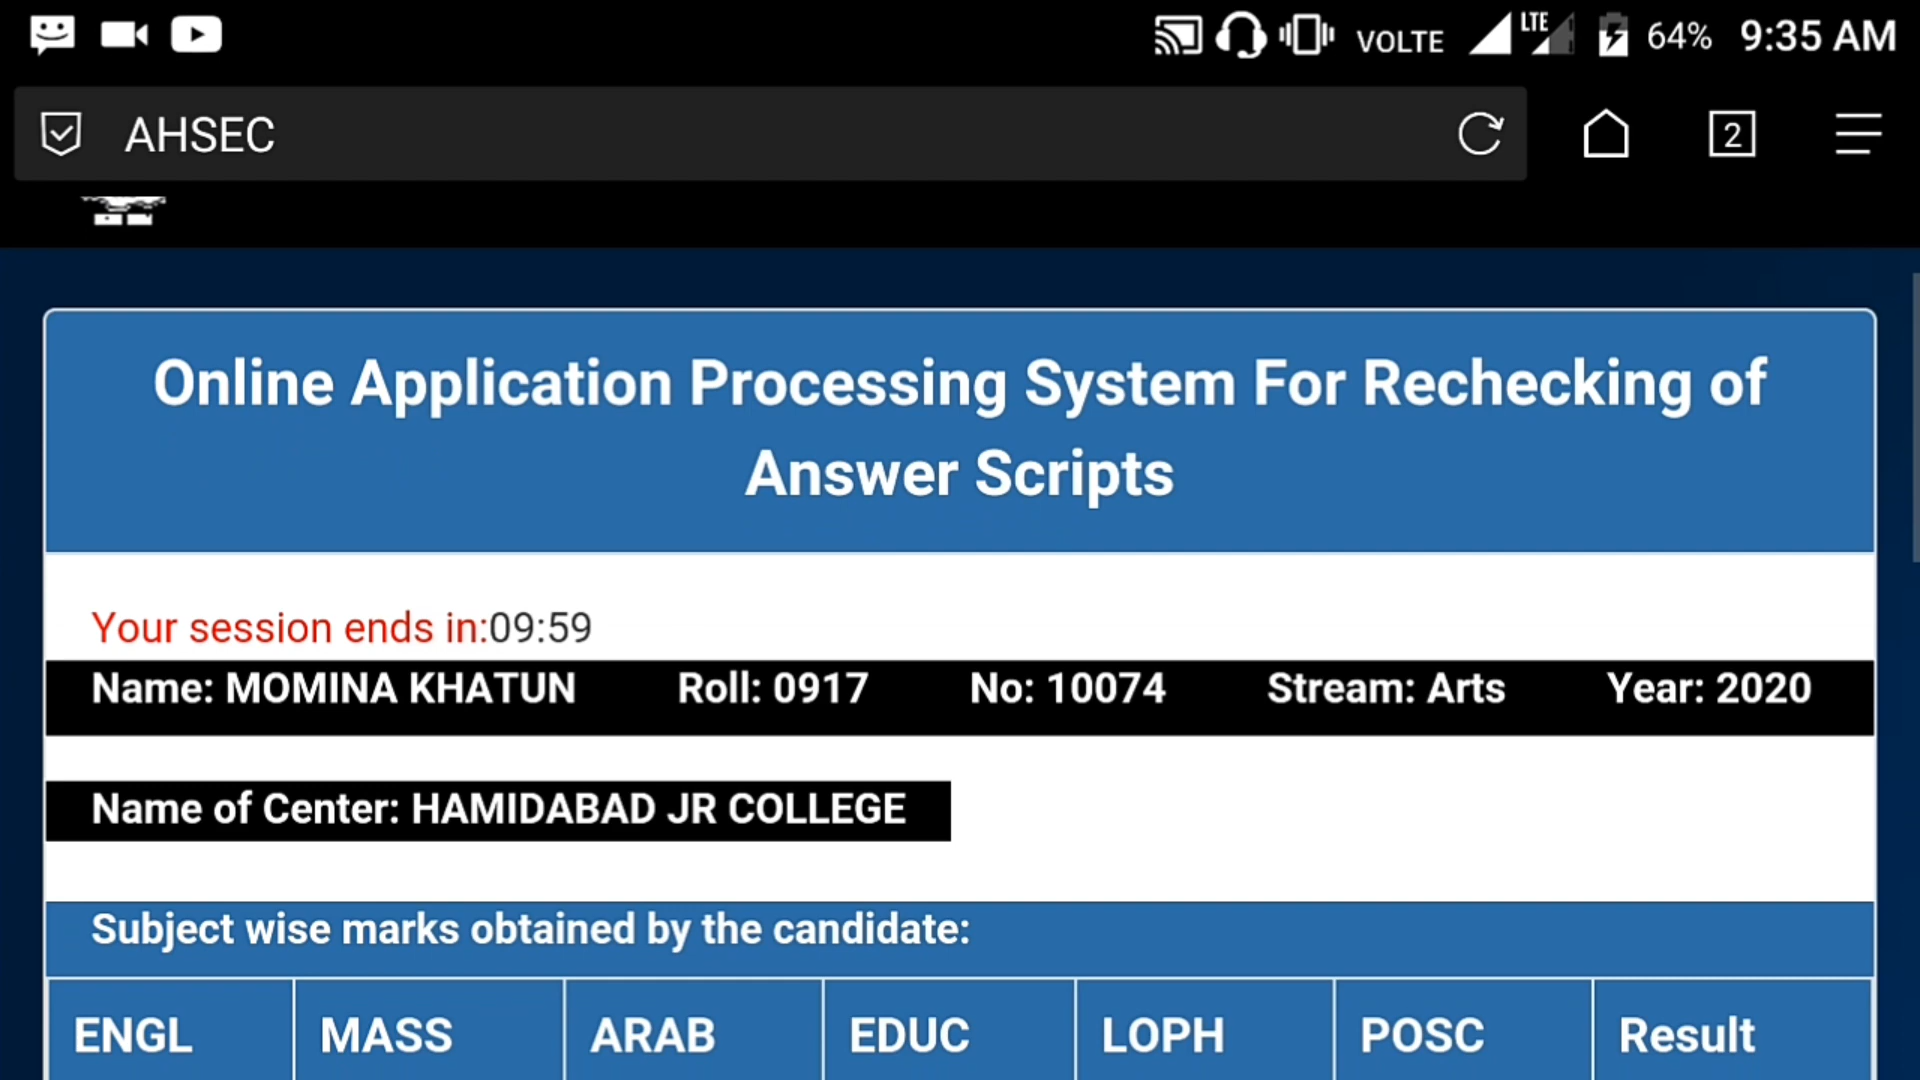 VOLTE LTE 64% 9:35 AM
AHSEC 2
Online Application Processing System For Rechecking of
Answer Scripts
Your session ends in:09:59
Name: MOMINA KHATUN Roll: 0917 No: 10074 Stream: Arts Year: 2020
Name of Center: HAMIDABAD JR COLLEGE
Subject wise marks obtained by the candidate:
ENGL MASS ARAB EDUC LOPH POSC Result